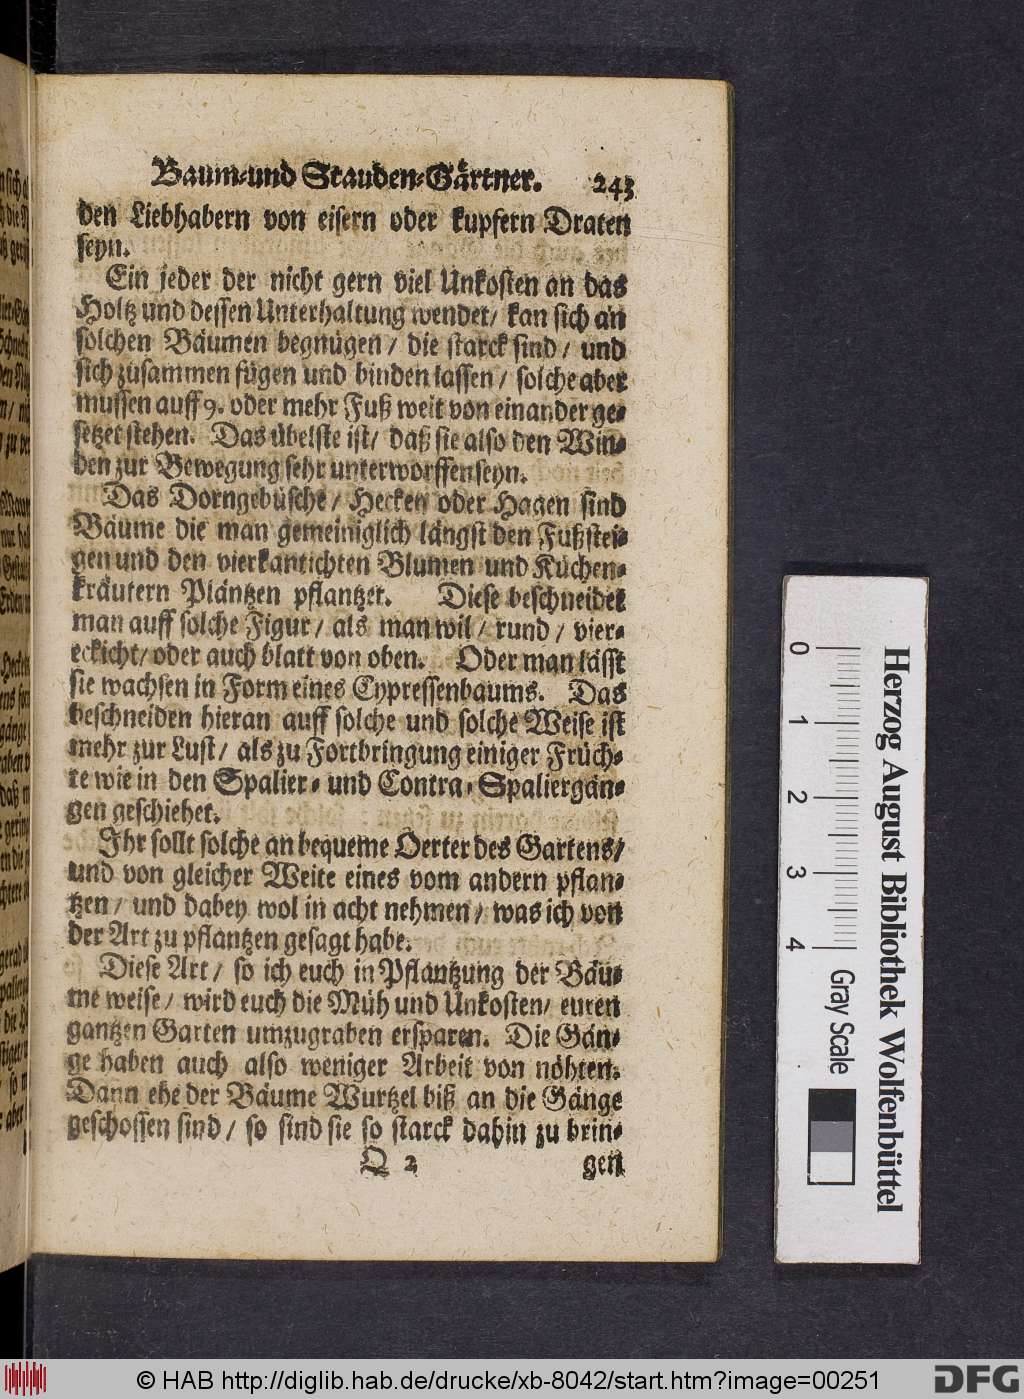 Baum-und Stauden-Gärtner. 243
den Liebhabern von eisern oder kupfern Draten
seyn.
Ein jeder der nicht gern viel Unkosten an das
Holtz und dessen Unterhaltung wendet/ kan sich an
solchen Bäumen begnügen / die starck sind / und
sich zusammen fügen und binden lassen / solche aber
mussen auff 9. oder mehr Fuß weit von einander ge-
setzet stehen. Das übelste ist/ daß sie also den Win-
den zur Bewegung sehr unterworffen seyn.
Das Dorngebüsche / Hecken oder Hagen sind
Bäume die man gemeiniglich längst den Fußstei-
gen und den vierkantichten Blumen und Küchen-
kräutern Pläntzen pflantzet. Diese beschneidet
man auff solche Figur / als man wil / rund / vier-
eckicht/ oder auch blatt von oben. Oder man lässt
sie wachsen in Form eines Cypressenbaums. Das
beschneiden hieran auff solche und solche Weise ist
mehr zur Lust / als zu Fortbringung einiger Früch-
te wie in den Spalier- und Contra-Spaliergän-
gen geschiehet.
Ihr sollt solche an bequeme Oerter des Gartens/
und von gleicher Weite eines vom andern pflan-
tzen / und dabey wol in acht nehmen / was ich von
der Art zu pflantzen gesagt habe.
Diese Art / so ich euch in Pflantzung der Bäu-
me weise / wird euch die Müh und Unkosten/ euren
gantzen Garten umzugraben ersparen. Die Gän-
ge haben auch also weniger Arbeit von nöhten.
Dann ehe der Bäume Wurtzel biß an die Gänge
geschossen sind / so sind sie so starck dahin zu brin-
Q 2 gen
0 1 2 3 4
Gray Scale
Herzog August Bibliothek Wolfenbüttel
© HAB http://diglib.hab.de/drucke/xb-8042/start.htm?image=00251
DFG